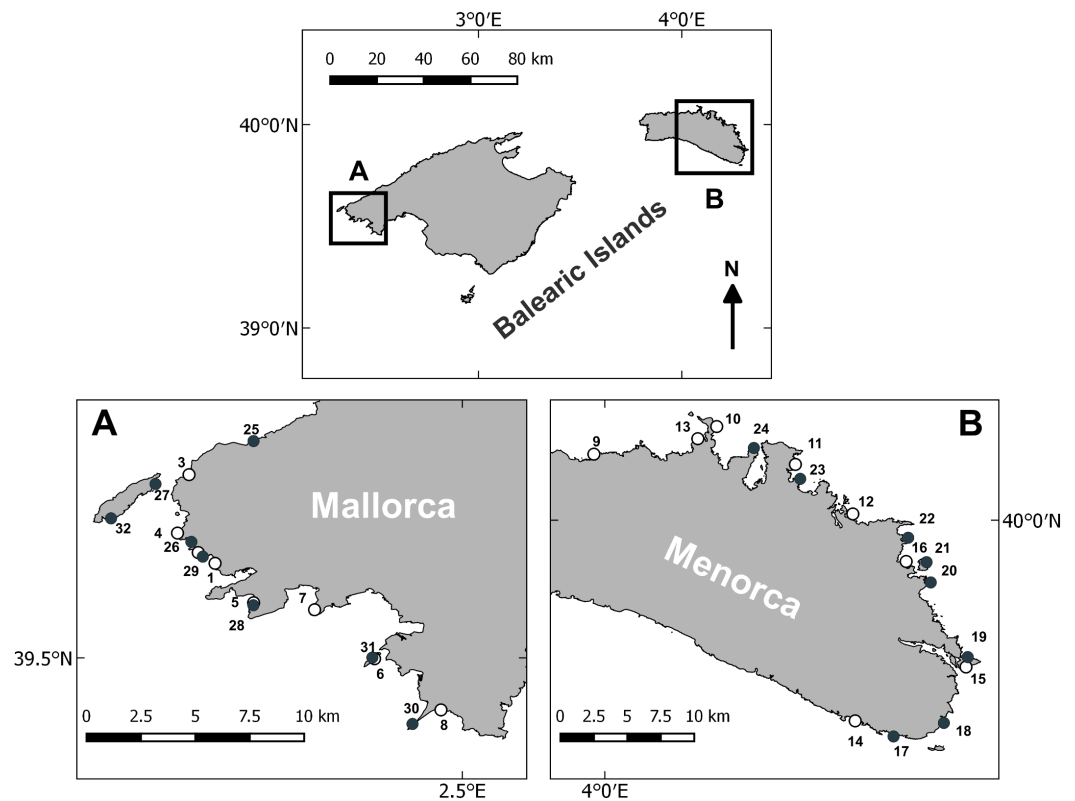 3°0′E 4°0′E
0 20 40 60 80 km
40°0′N
A
B
Balearic Islands
N
39°0′N
A
25
3
27
32
4
26
29
1
5
28
7
31
6
30
8
Mallorca
39.5°N
0 2.5 5 7.5 10 km
2.5°E
B
9
13
10
24
11
23
12
22
16
21
20
19
15
18
17
14
Menorca
40°0′N
0 2.5 5 7.5 10 km
4°0′E